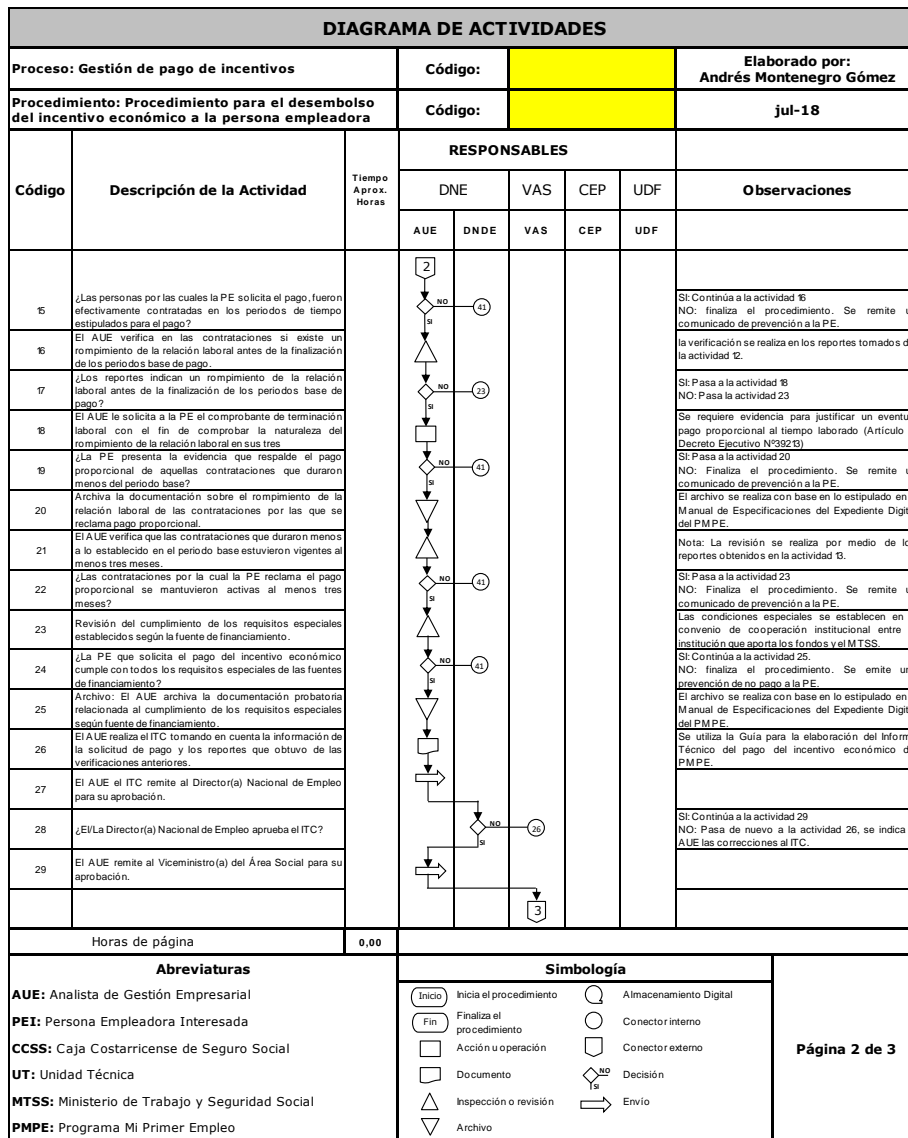 DIAGRAMA DE ACTIVIDADES
Proceso: Gestión de pago de incentivos
Código:
Elaborado por:
Andrés Montenegro Gómez
Procedimiento: Procedimiento para el desembolso
del incentivo económico a la persona empleadora
Código:
jul-18
Código
Descripción de la Actividad
Tiempo
Aprox.
Horas
RESPONSABLES
DNE
VAS
CEP
UDF
Observaciones
AUE
DNDE
VAS
CEP
UDF
2
15
¿Las personas por las cuales la PE solicita el pago, fueron
efectivamente contratadas en los periodos de tiempo
estipulados para el pago?
NO
41
SI
SI: Continúa a la actividad 16
NO: finaliza el procedimiento. Se remite u
comunicado de prevención a la PE.
16
El AUE verifica en las contrataciones si existe un
rompimiento de la relación laboral antes de la finalización
de los periodos base de pago.
la verificación se realiza en los reportes tomados d
la actividad 12.
17
¿Los reportes indican un rompimiento de la relación
laboral antes de la finalización de los periodos base de
pago?
NO
23
SI
SI: Pasa a la actividad 18
NO: Pasa la actividad 23
18
El AUE le solicita a la PE el comprobante de terminación
laboral con el fin de comprobar la naturaleza del
rompimiento de la relación laboral en sus tres
Se requiere evidencia para justificar un eventu
pago proporcional al tiempo laborado (Artículo
Decreto Ejecutivo Nº39213)
19
¿La PE presenta la evidencia que respalde el pago
proporcional de aquellas contrataciones que duraron
menos del periodo base?
NO
41
SI
SI: Pasa a la actividad 20
NO: Finaliza el procedimiento. Se remite u
comunicado de prevención a la PE.
20
Archiva la documentación sobre el rompimiento de la
relación laboral de las contrataciones por las que se
reclama pago proporcional.
El archivo se realiza con base en lo estipulado en
Manual de Especificaciones del Expediente Digit
del PMPE.
21
El AUE verifica que las contrataciones que duraron menos
a lo establecido en el periodo base estuvieron vigentes al
menos tres meses.
Nota: La revisión se realiza por medio de lo
reportes obtenidos en la actividad 13.
22
¿Las contrataciones por la cual la PE reclama el pago
proporcional se mantuvieron activas al menos tres
meses?
NO
41
SI
SI: Pasa a la actividad 23
NO: Finaliza el procedimiento. Se remite u
comunicado de prevención a la PE.
23
Revisión del cumplimiento de los requisitos especiales
establecidos según la fuente de financiamiento.
Las condiciones especiales se establecen en
convenio de cooperación institucional entre
institución que aporta los fondos y el MTSS.
24
¿La PE que solicita el pago del incentivo económico
cumple con todos los requisitos especiales de las fuentes
de financiamiento?
NO
41
SI
SI: Continúa a la actividad 25.
NO: finaliza el procedimiento. Se emite un
prevención de no pago a la PE.
25
Archivo: El AUE archiva la documentación probatoria
relacionada al cumplimiento de los requisitos especiales
según fuente de financiamiento.
El archivo se realiza con base en lo estipulado en
Manual de Especificaciones del Expediente Digit
del PMPE.
26
El AUE realiza el ITC tomando en cuenta la información de
la solicitud de pago y los reportes que obtuvo de las
verificaciones anteriores.
Se utiliza la Guía para la elaboración del Inform
Técnico del pago del incentivo económico d
PMPE.
27
El AUE el ITC remite al Director(a) Nacional de Empleo
para su aprobación.
28
¿El/La Director(a) Nacional de Empleo aprueba el ITC?
NO
26
SI
SI: Continúa a la actividad 29
NO: Pasa de nuevo a la actividad 26, se indica
AUE las correcciones al ITC.
29
El AUE remite al Viceministro(a) del Área Social para su
aprobación.
3
Horas de página
0,00
Abreviaturas
AUE: Analista de Gestión Empresarial
PEI: Persona Empleadora Interesada
CCSS: Caja Costarricense de Seguro Social
UT: Unidad Técnica
MTSS: Ministerio de Trabajo y Seguridad Social
PMPE: Programa Mi Primer Empleo
Simbología
Inicio
Inicia el procedimiento
Almacenamiento Digital
Fin
Finaliza el
procedimiento
Conector interno
Acción u operación
Conector externo
Documento
NO
SI
Decisión
Inspección o revisión
Envío
Archivo
Página 2 de 3